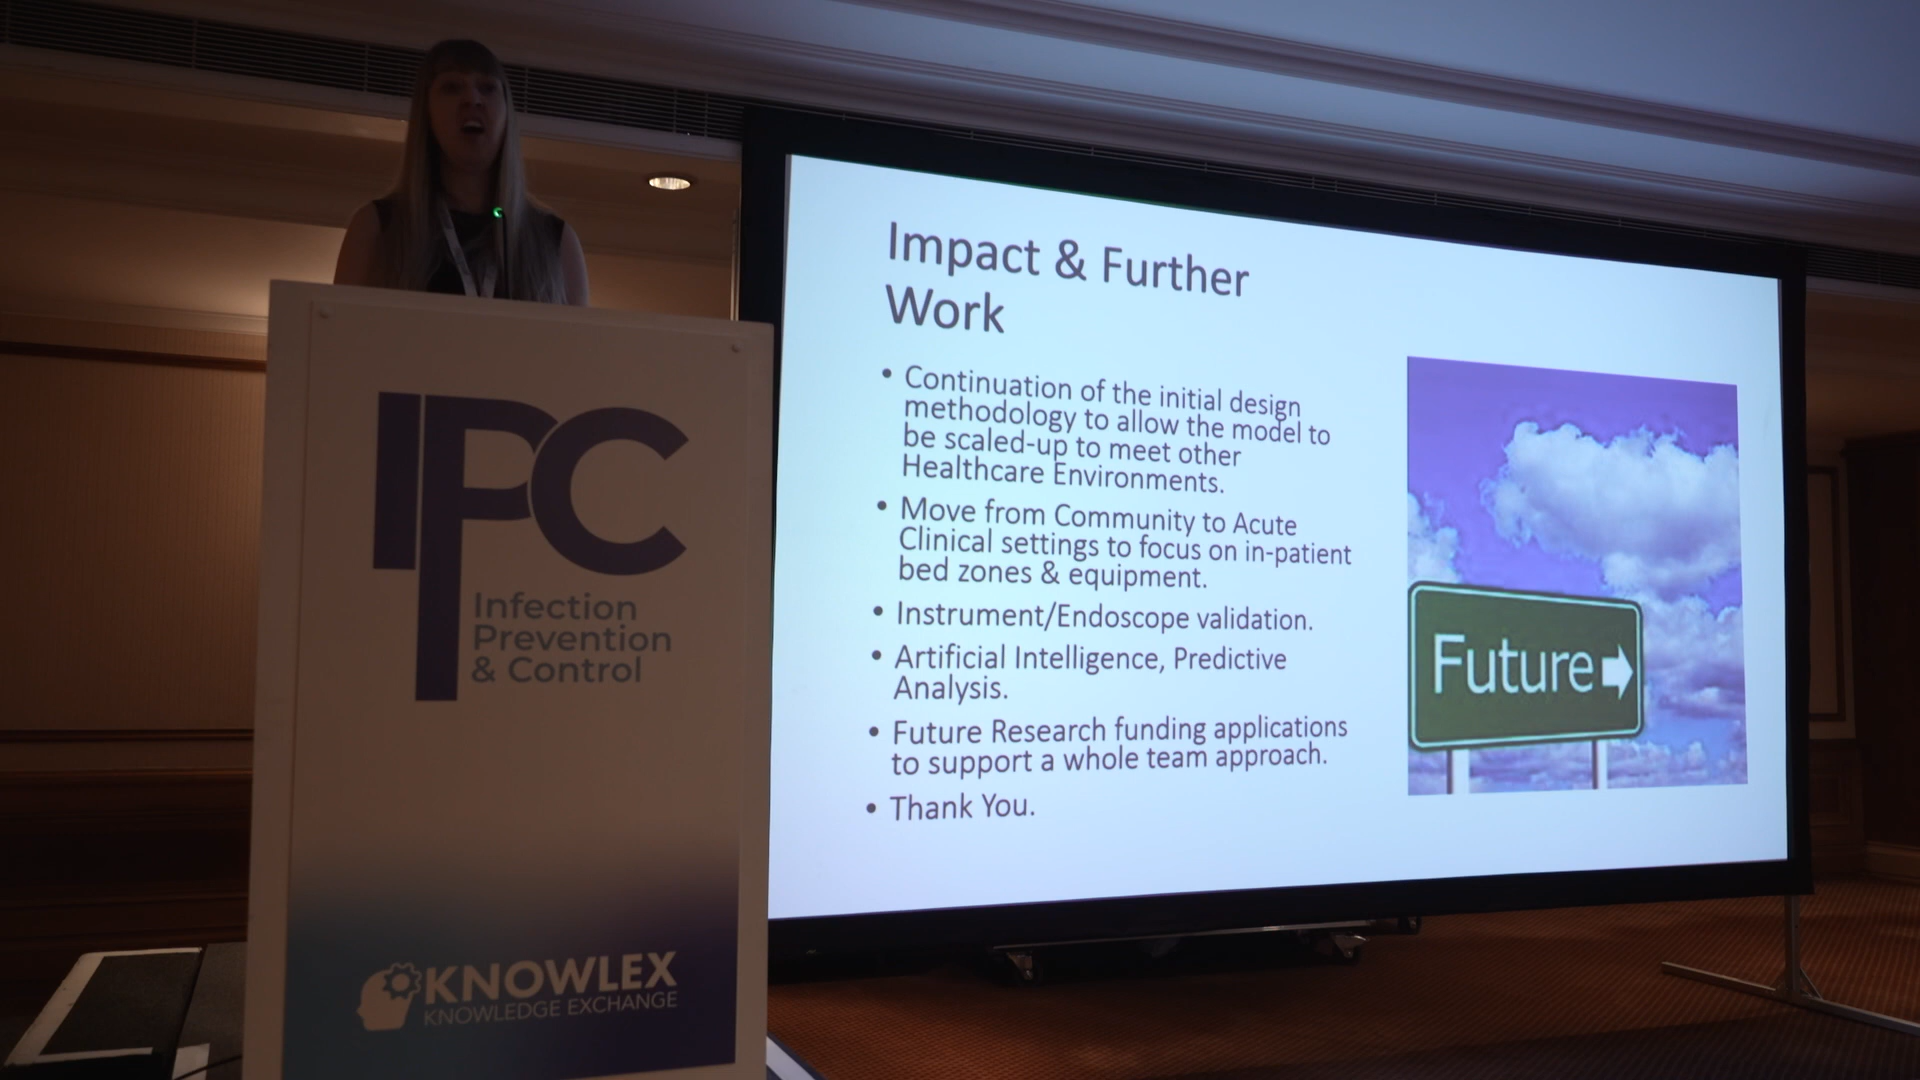 IPC
Infection
Prevention
& Control
KNOWLEX
KNOWLEDGE EXCHANGE
Impact & Further
Work
• Continuation of the initial design
methodology to allow the model to
be scaled-up to meet other
Healthcare Environments.
• Move from Community to Acute
Clinical settings to focus on in-patient
bed zones & equipment.
• Instrument/Endoscope validation.
• Artificial Intelligence, Predictive
Analysis.
• Future Research funding applications
to support a whole team approach.
• Thank You.
Future